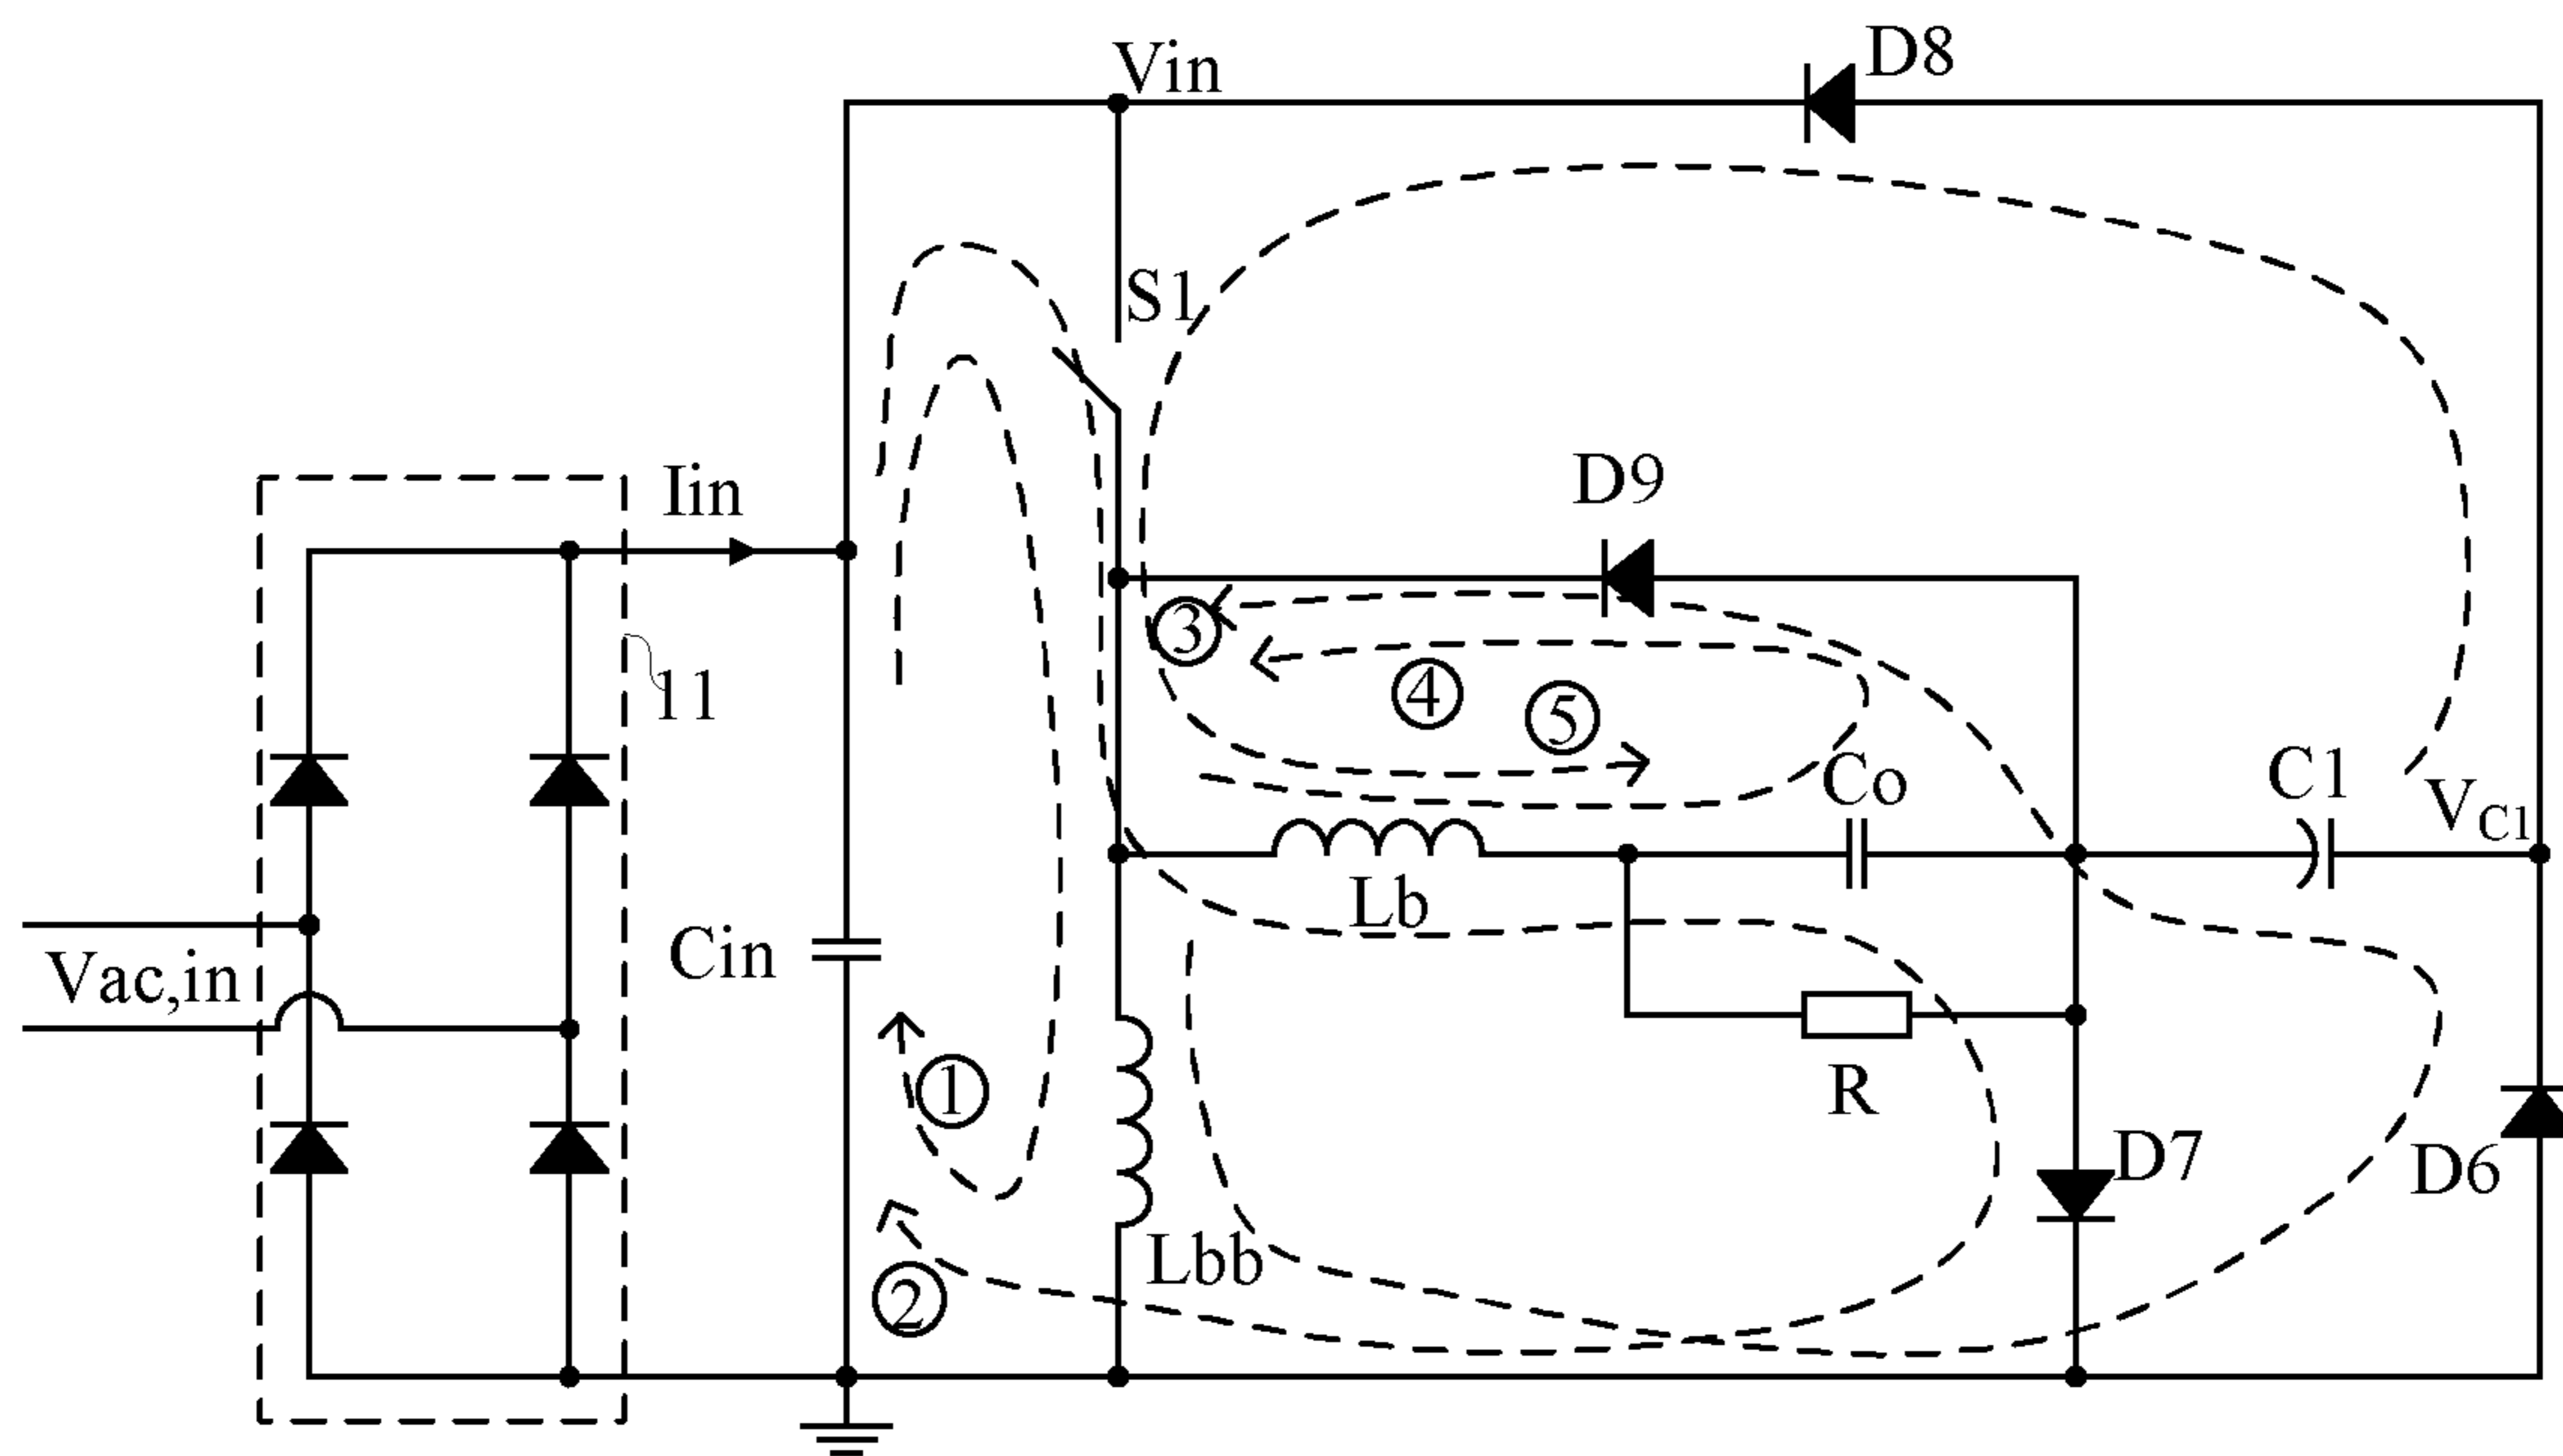 D8
Vin
S1
D9
Iin
11
③
④
⑤
Co
C1
V_C1
Lb
Cin
Vac,in
①
R
D7
D6
Lbb
②